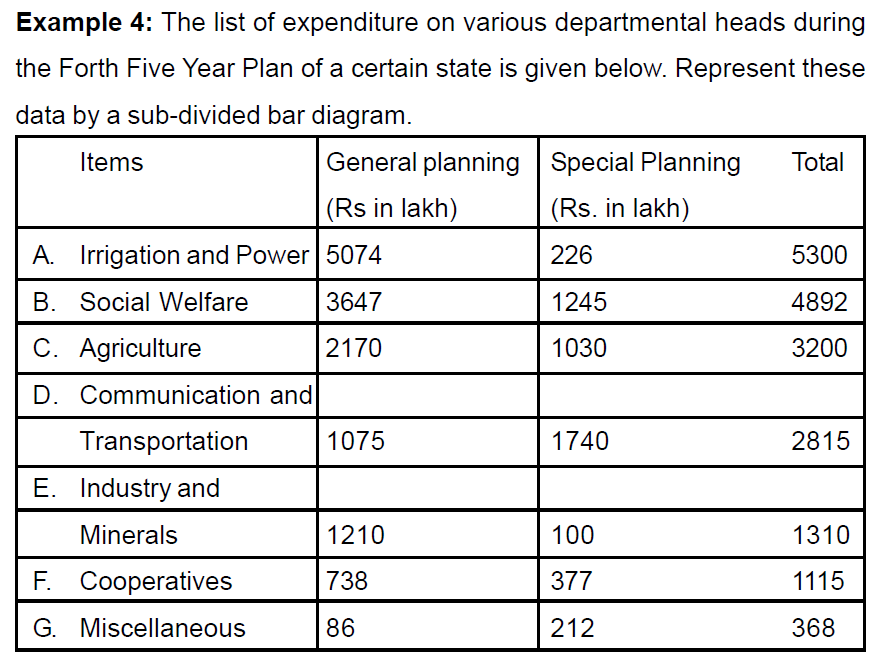 Example 4: The list of expenditure on various departmental heads during
the Forth Five Year Plan of a certain state is given below. Represent these
data by a sub-divided bar diagram.
Items General planning Special Planning Total
(Rs in lakh) (Rs. in lakh)
A. Irrigation and Power 5074 226 5300
B. Social Welfare 3647 1245 4892
C. Agriculture 2170 1030 3200
D. Communication and
Transportation 1075 1740 2815
E. Industry and
Minerals 1210 100 1310
F. Cooperatives 738 377 1115
G. Miscellaneous 86 212 368